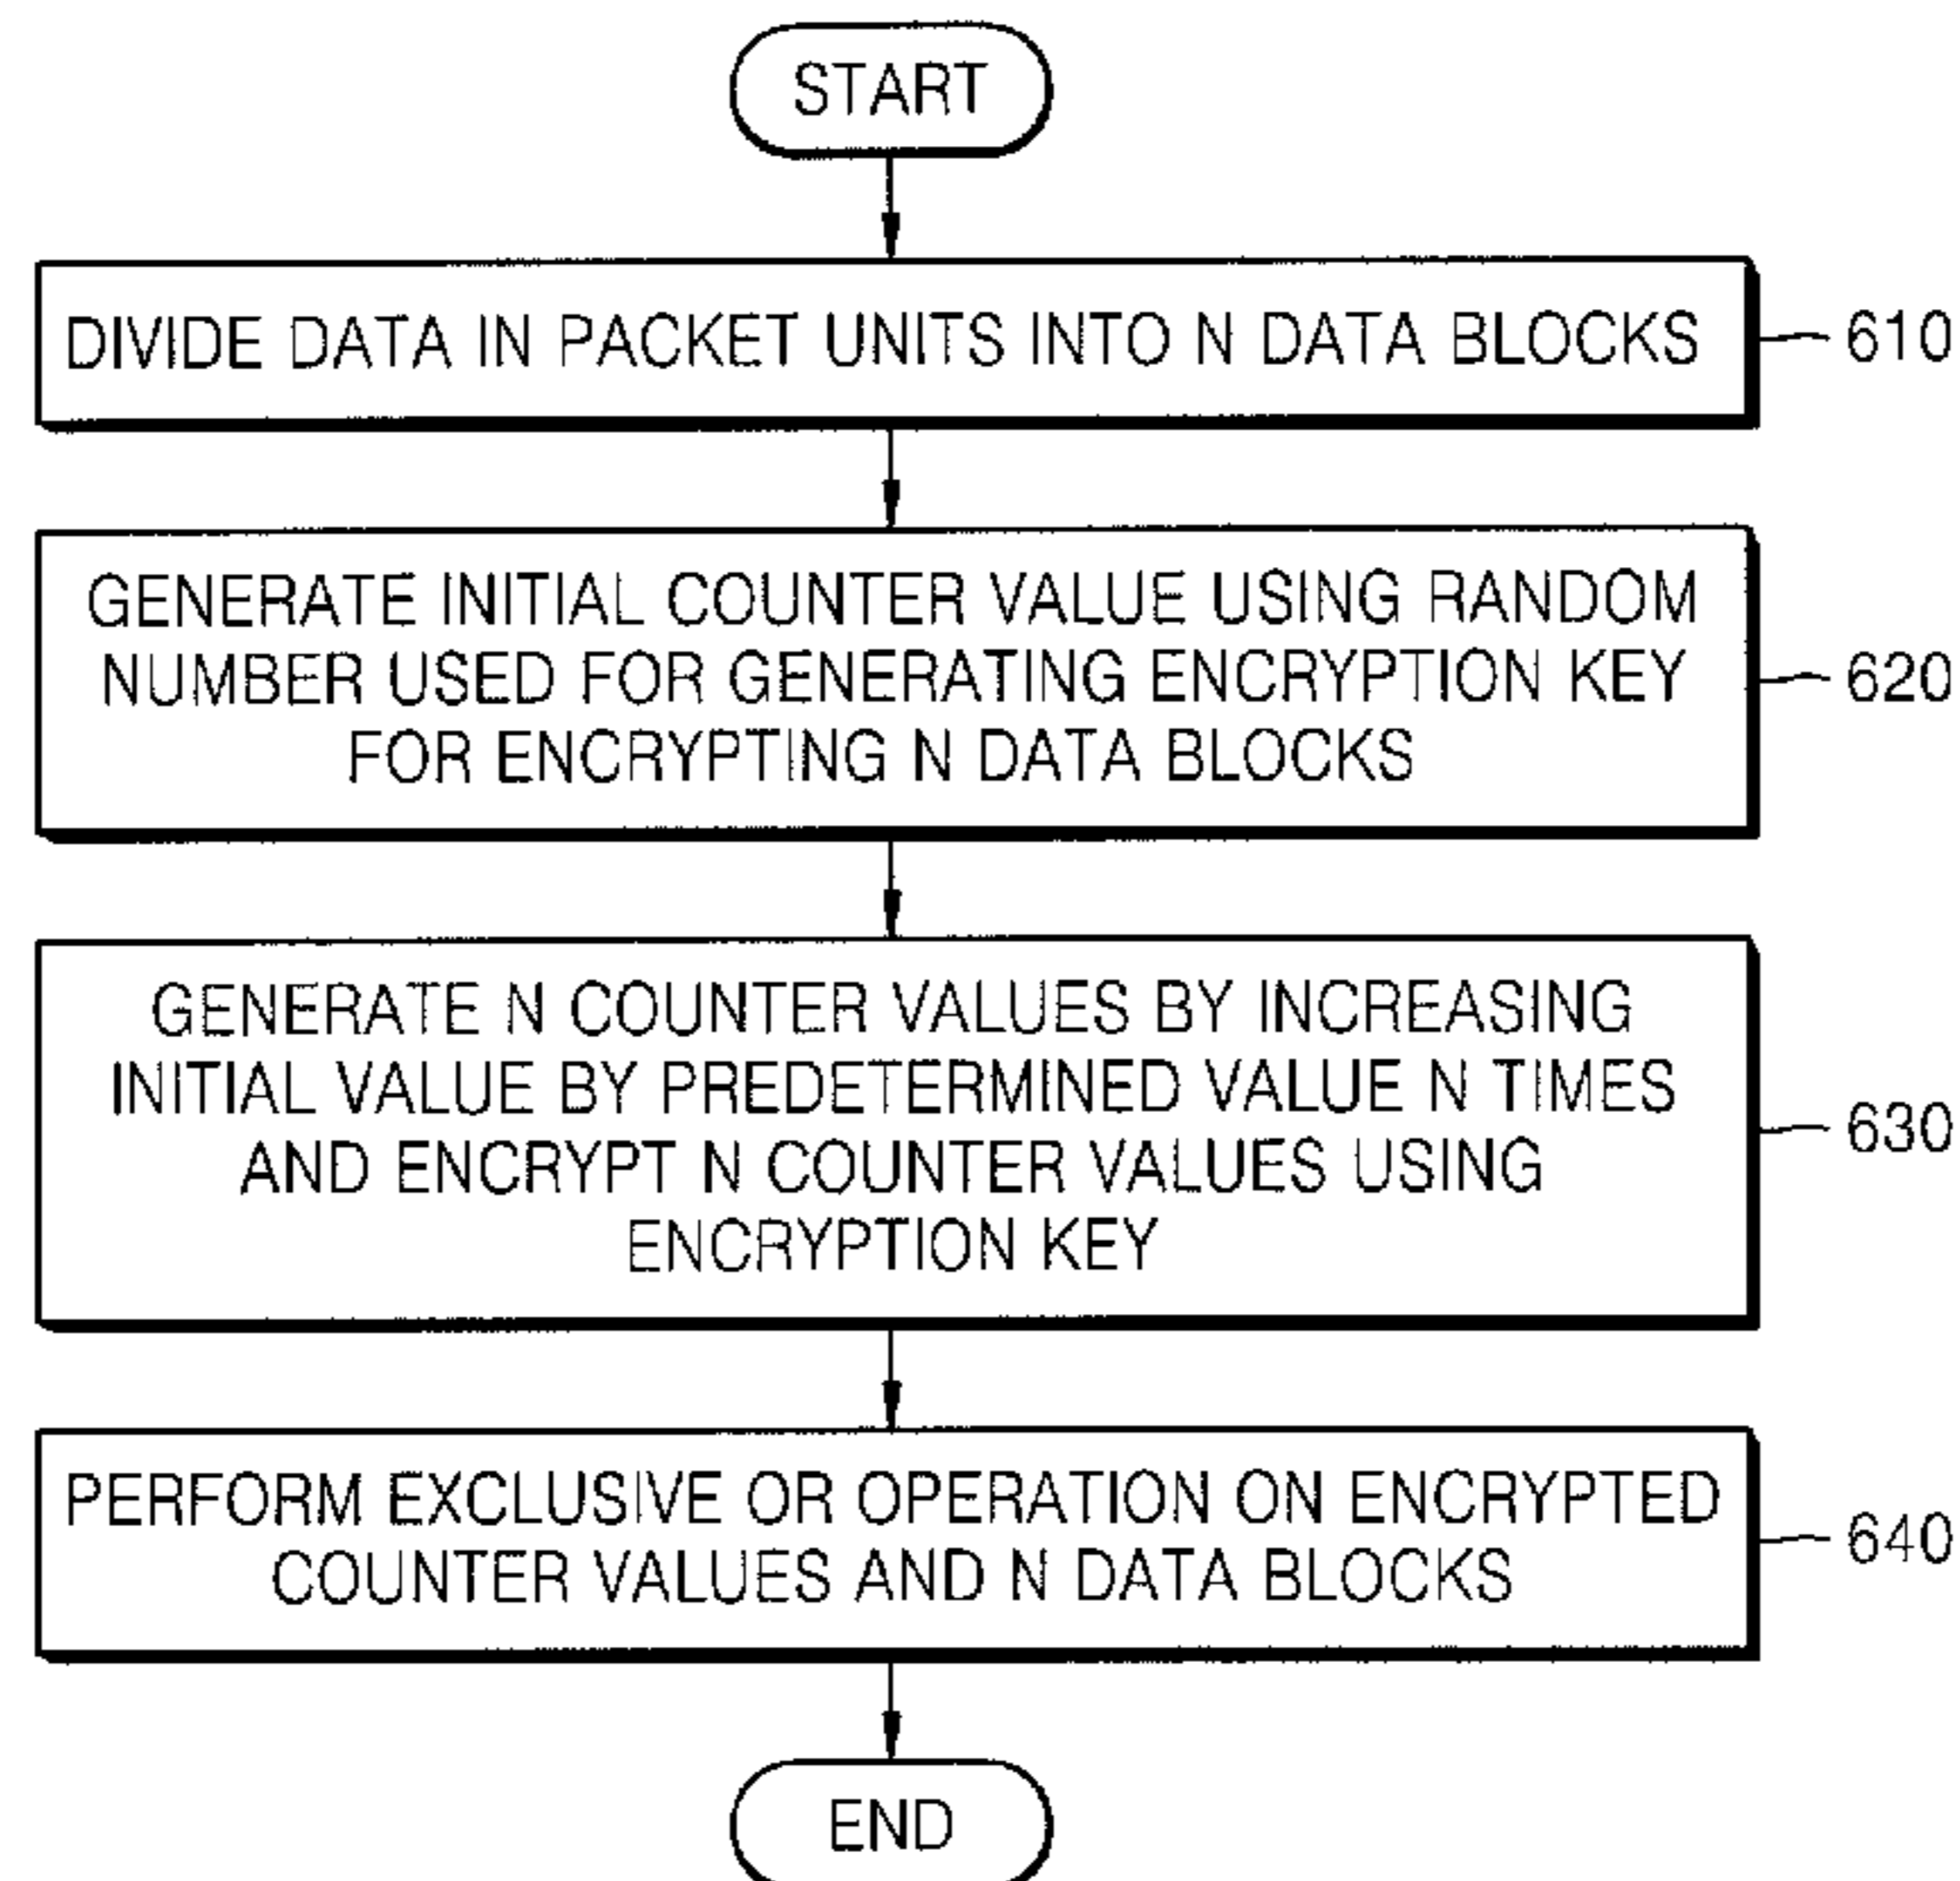 START
DIVIDE DATA IN PACKET UNITS INTO N DATA BLOCKS
610
GENERATE INITIAL COUNTER VALUE USING RANDOM
NUMBER USED FOR GENERATING ENCRYPTION KEY
FOR ENCRYPTING N DATA BLOCKS
620
GENERATE N COUNTER VALUES BY INCREASING
INITIAL VALUE BY PREDETERMINED VALUE N TIMES
AND ENCRYPT N COUNTER VALUES USING
ENCRYPTION KEY
630
PERFORM EXCLUSIVE OR OPERATION ON ENCRYPTED
COUNTER VALUES AND N DATA BLOCKS
640
END